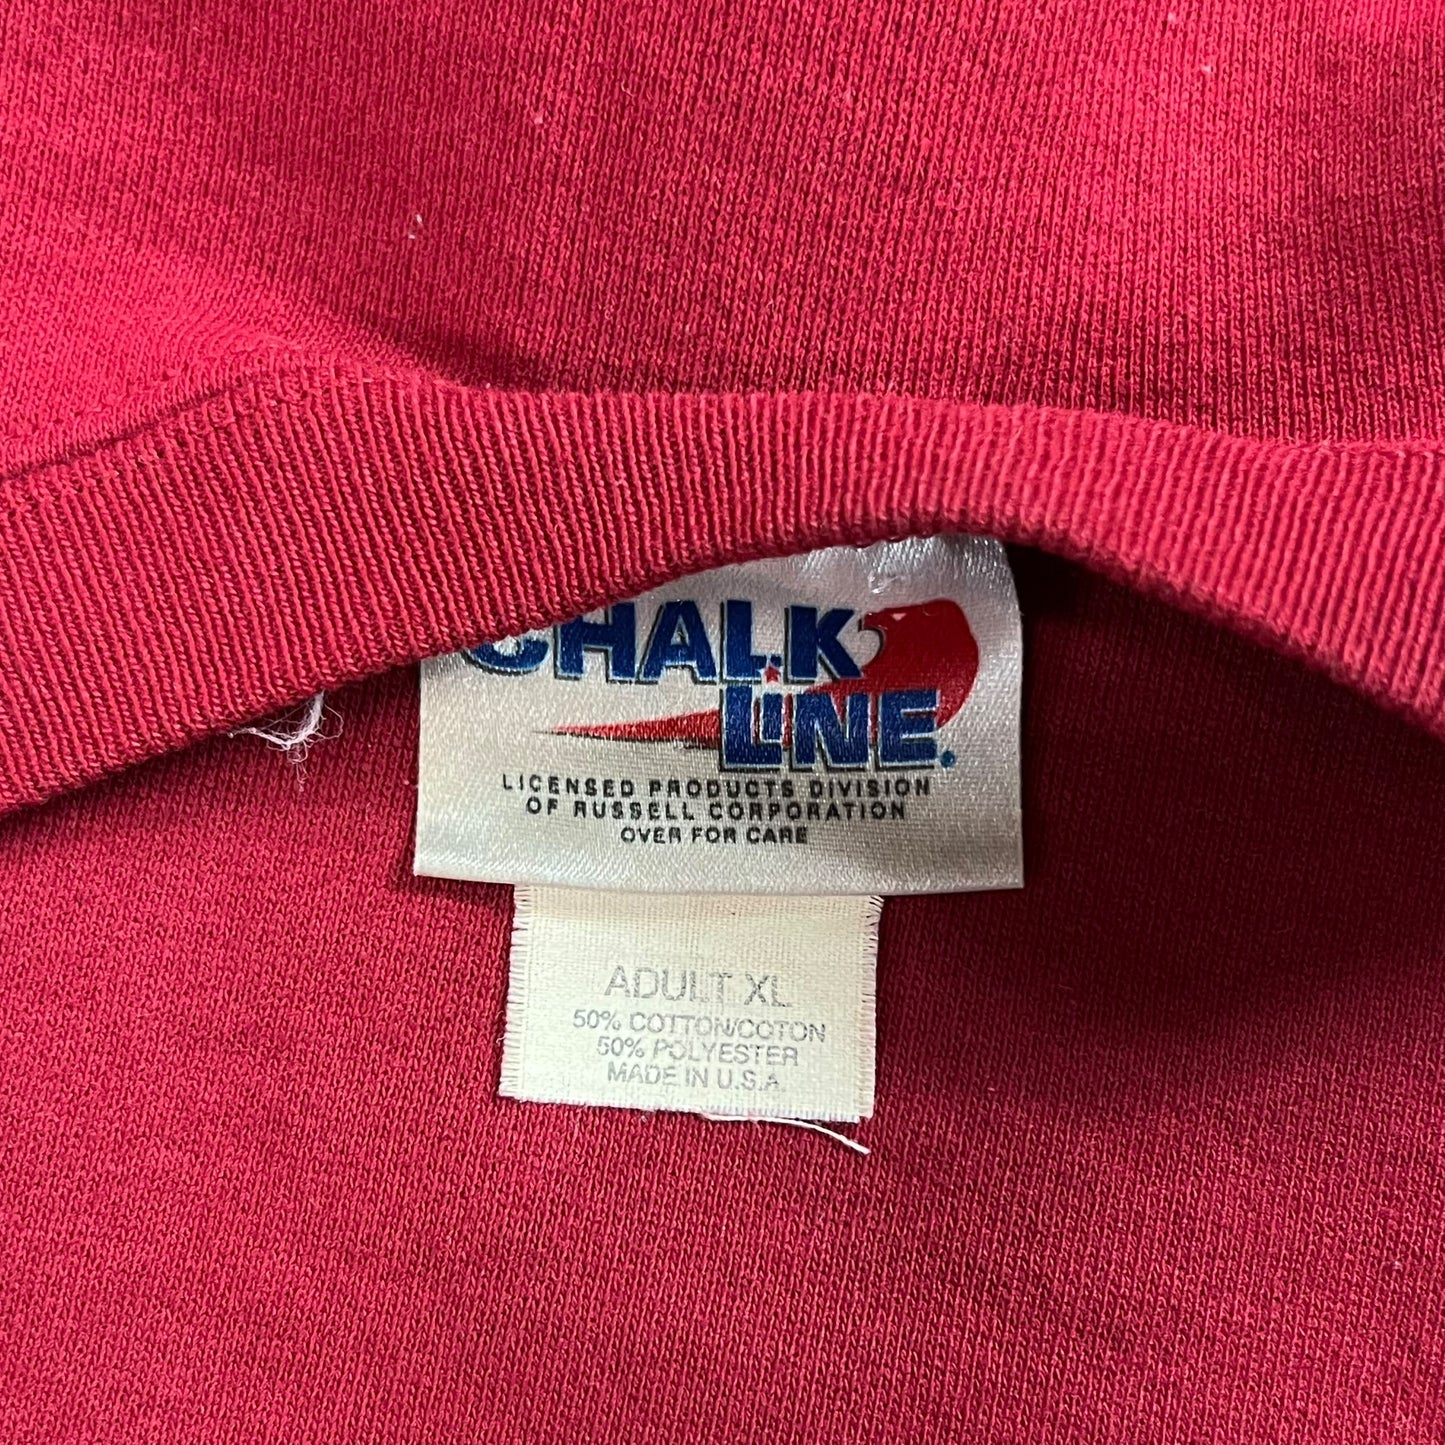 CHALK
LINE.
LICENSED PRODUCTS DIVISION
OF RUSSELL CORPORATION
OVER FOR CARE
ADULT XL
50% COTTON/COTON
50% POLYESTER
MADE IN U.S.A.